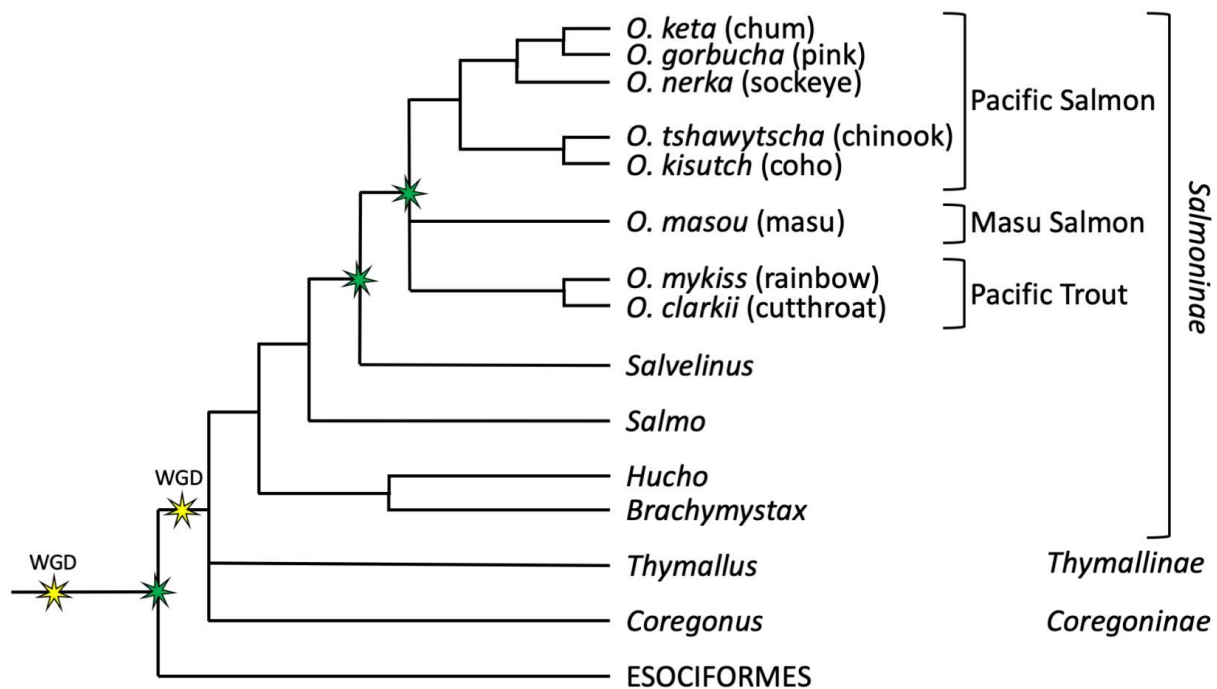 O. keta (chum)
O. gorbucha (pink)
O. nerka (sockeye)
Pacific Salmon
O. tshawytscha (chinook)
O. kisutch (coho)
O. masou (masu)
Masu Salmon
O. mykiss (rainbow)
Pacific Trout
O. clarkii (cutthroat)
Salmoninae
Salvelinus
Salmo
Hucho
WGD
Brachymystax
WGD
Thymallus
Thymallinae
Coregonus
Coregoninae
ESOCIFORMES